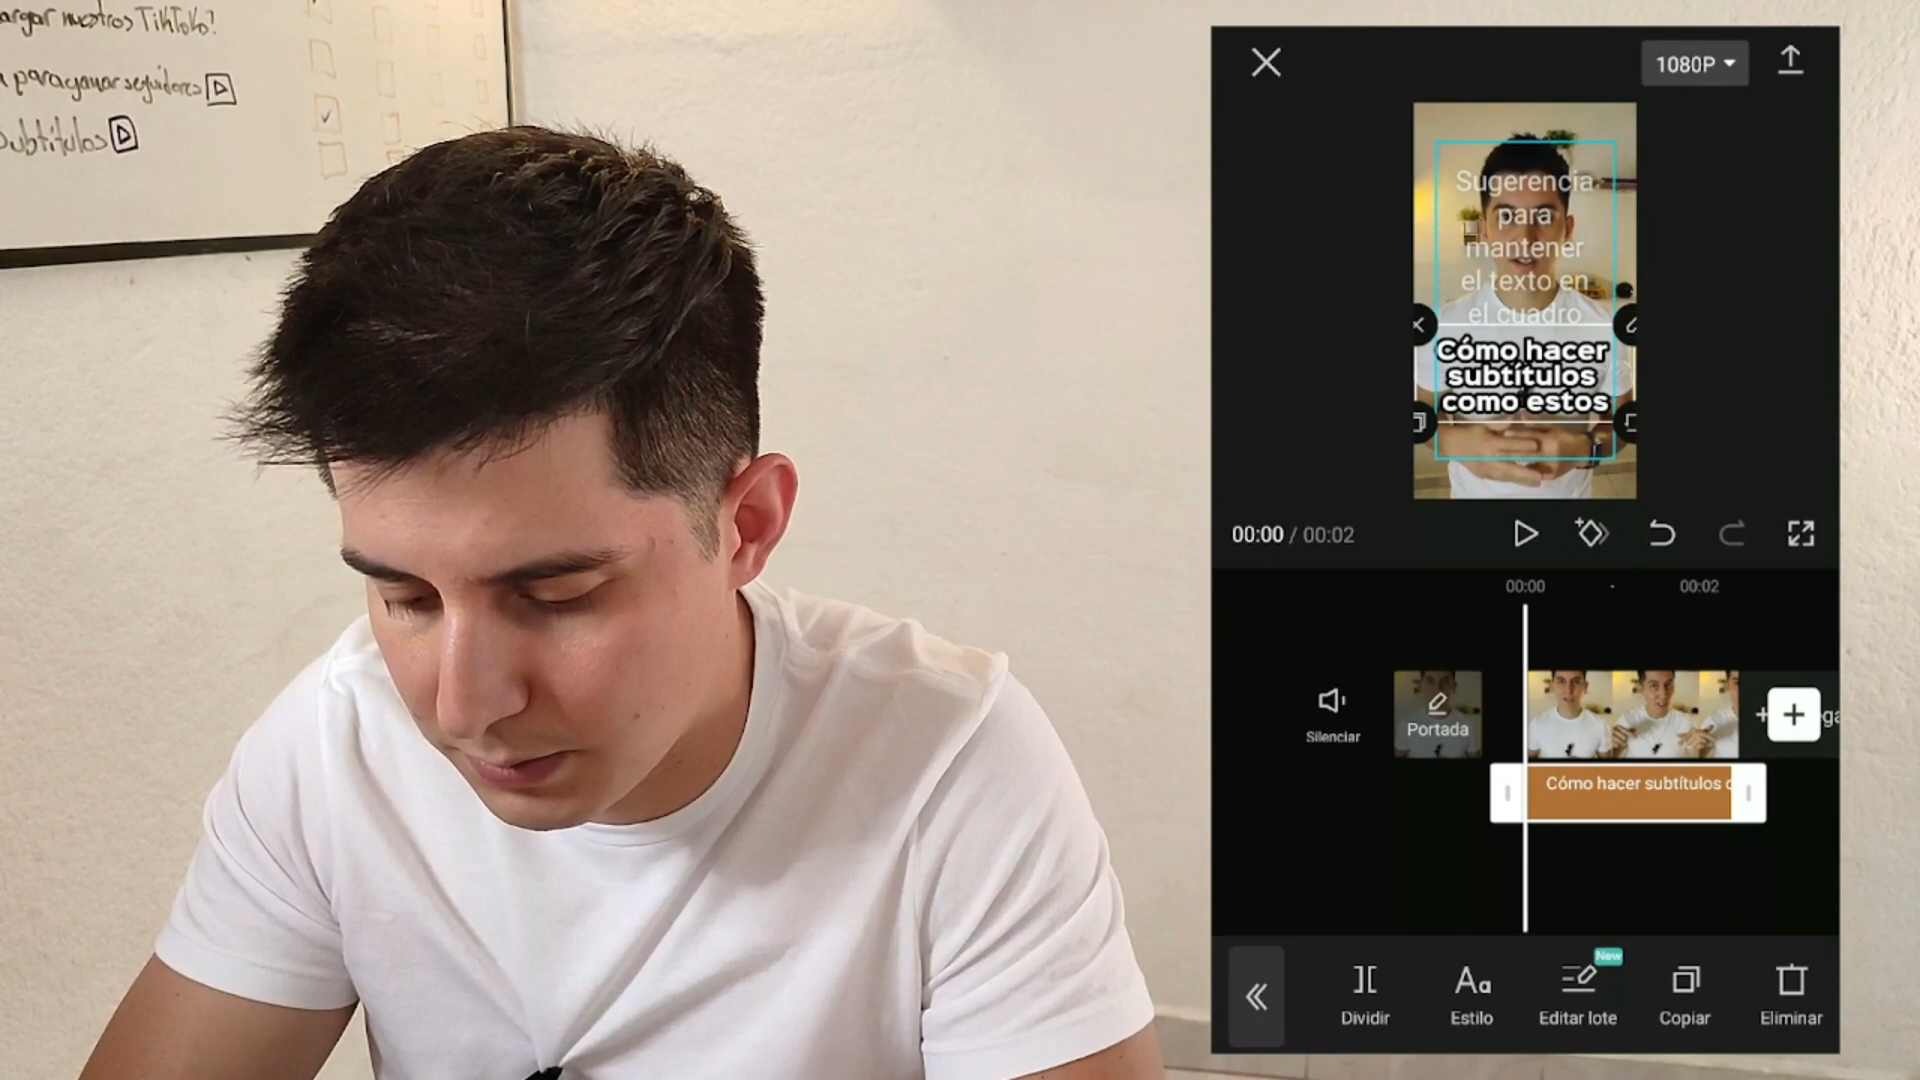 nuestros TikToks?
para ganar seguidores
Subtítulos
1080P
Sugerencia
para
mantener
el texto en
el cuadro
Cómo hacer
subtítulos
como estos
00:00 / 00:02
00:00
00:02
Silenciar
Portada
+
Cómo hacer subtítulos
New
Dividir
Estilo
Editar lote
Copiar
Eliminar